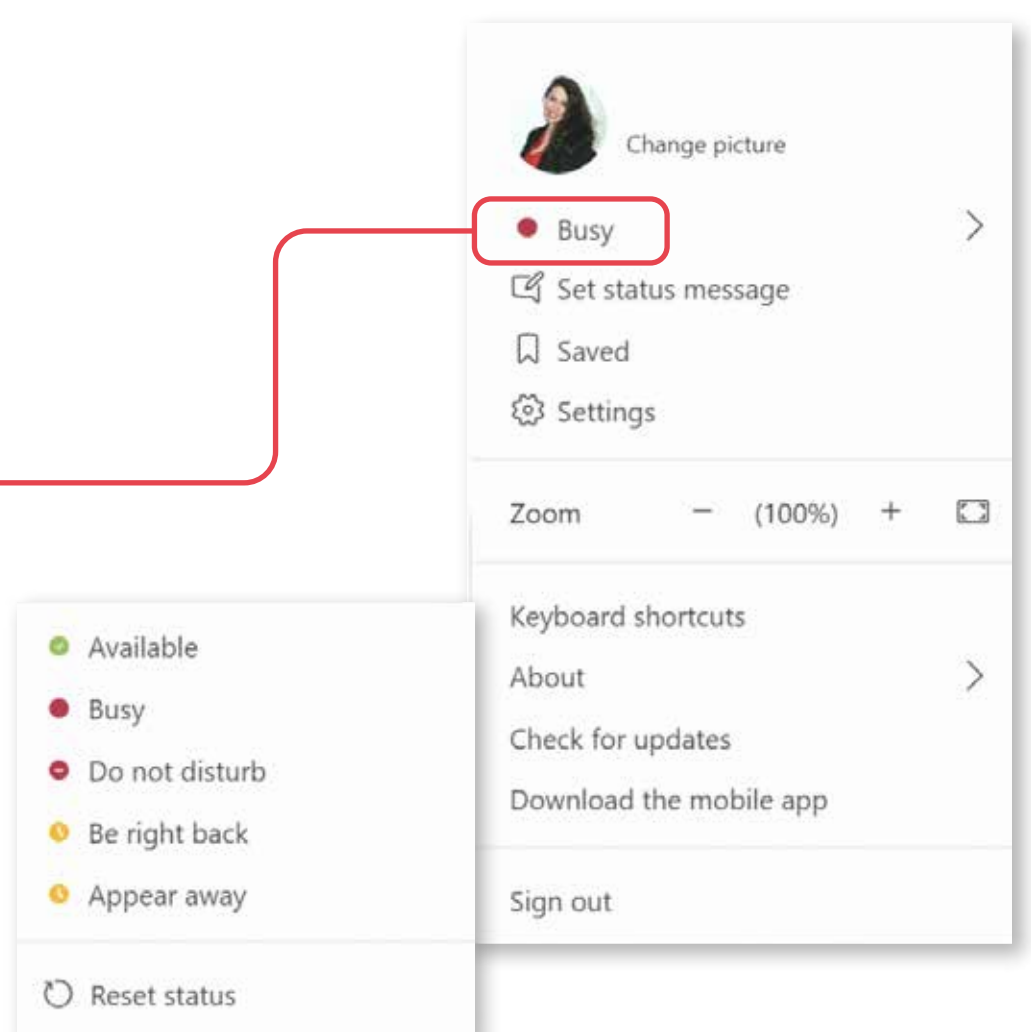 Change picture
Busy
Set status message
Saved
Settings
Zoom − (100%) +
Keyboard shortcuts
About
Check for updates
Download the mobile app
Sign out
Available
Busy
Do not disturb
Be right back
Appear away
Reset status